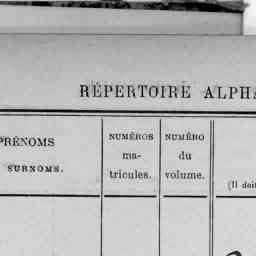 RÉPERTOIRE ALPHA
PRÉNOMS
SURNOMS.
NUMÉROS
ma-
tricules.
NUMÉRO
du
volume.
(Il doit